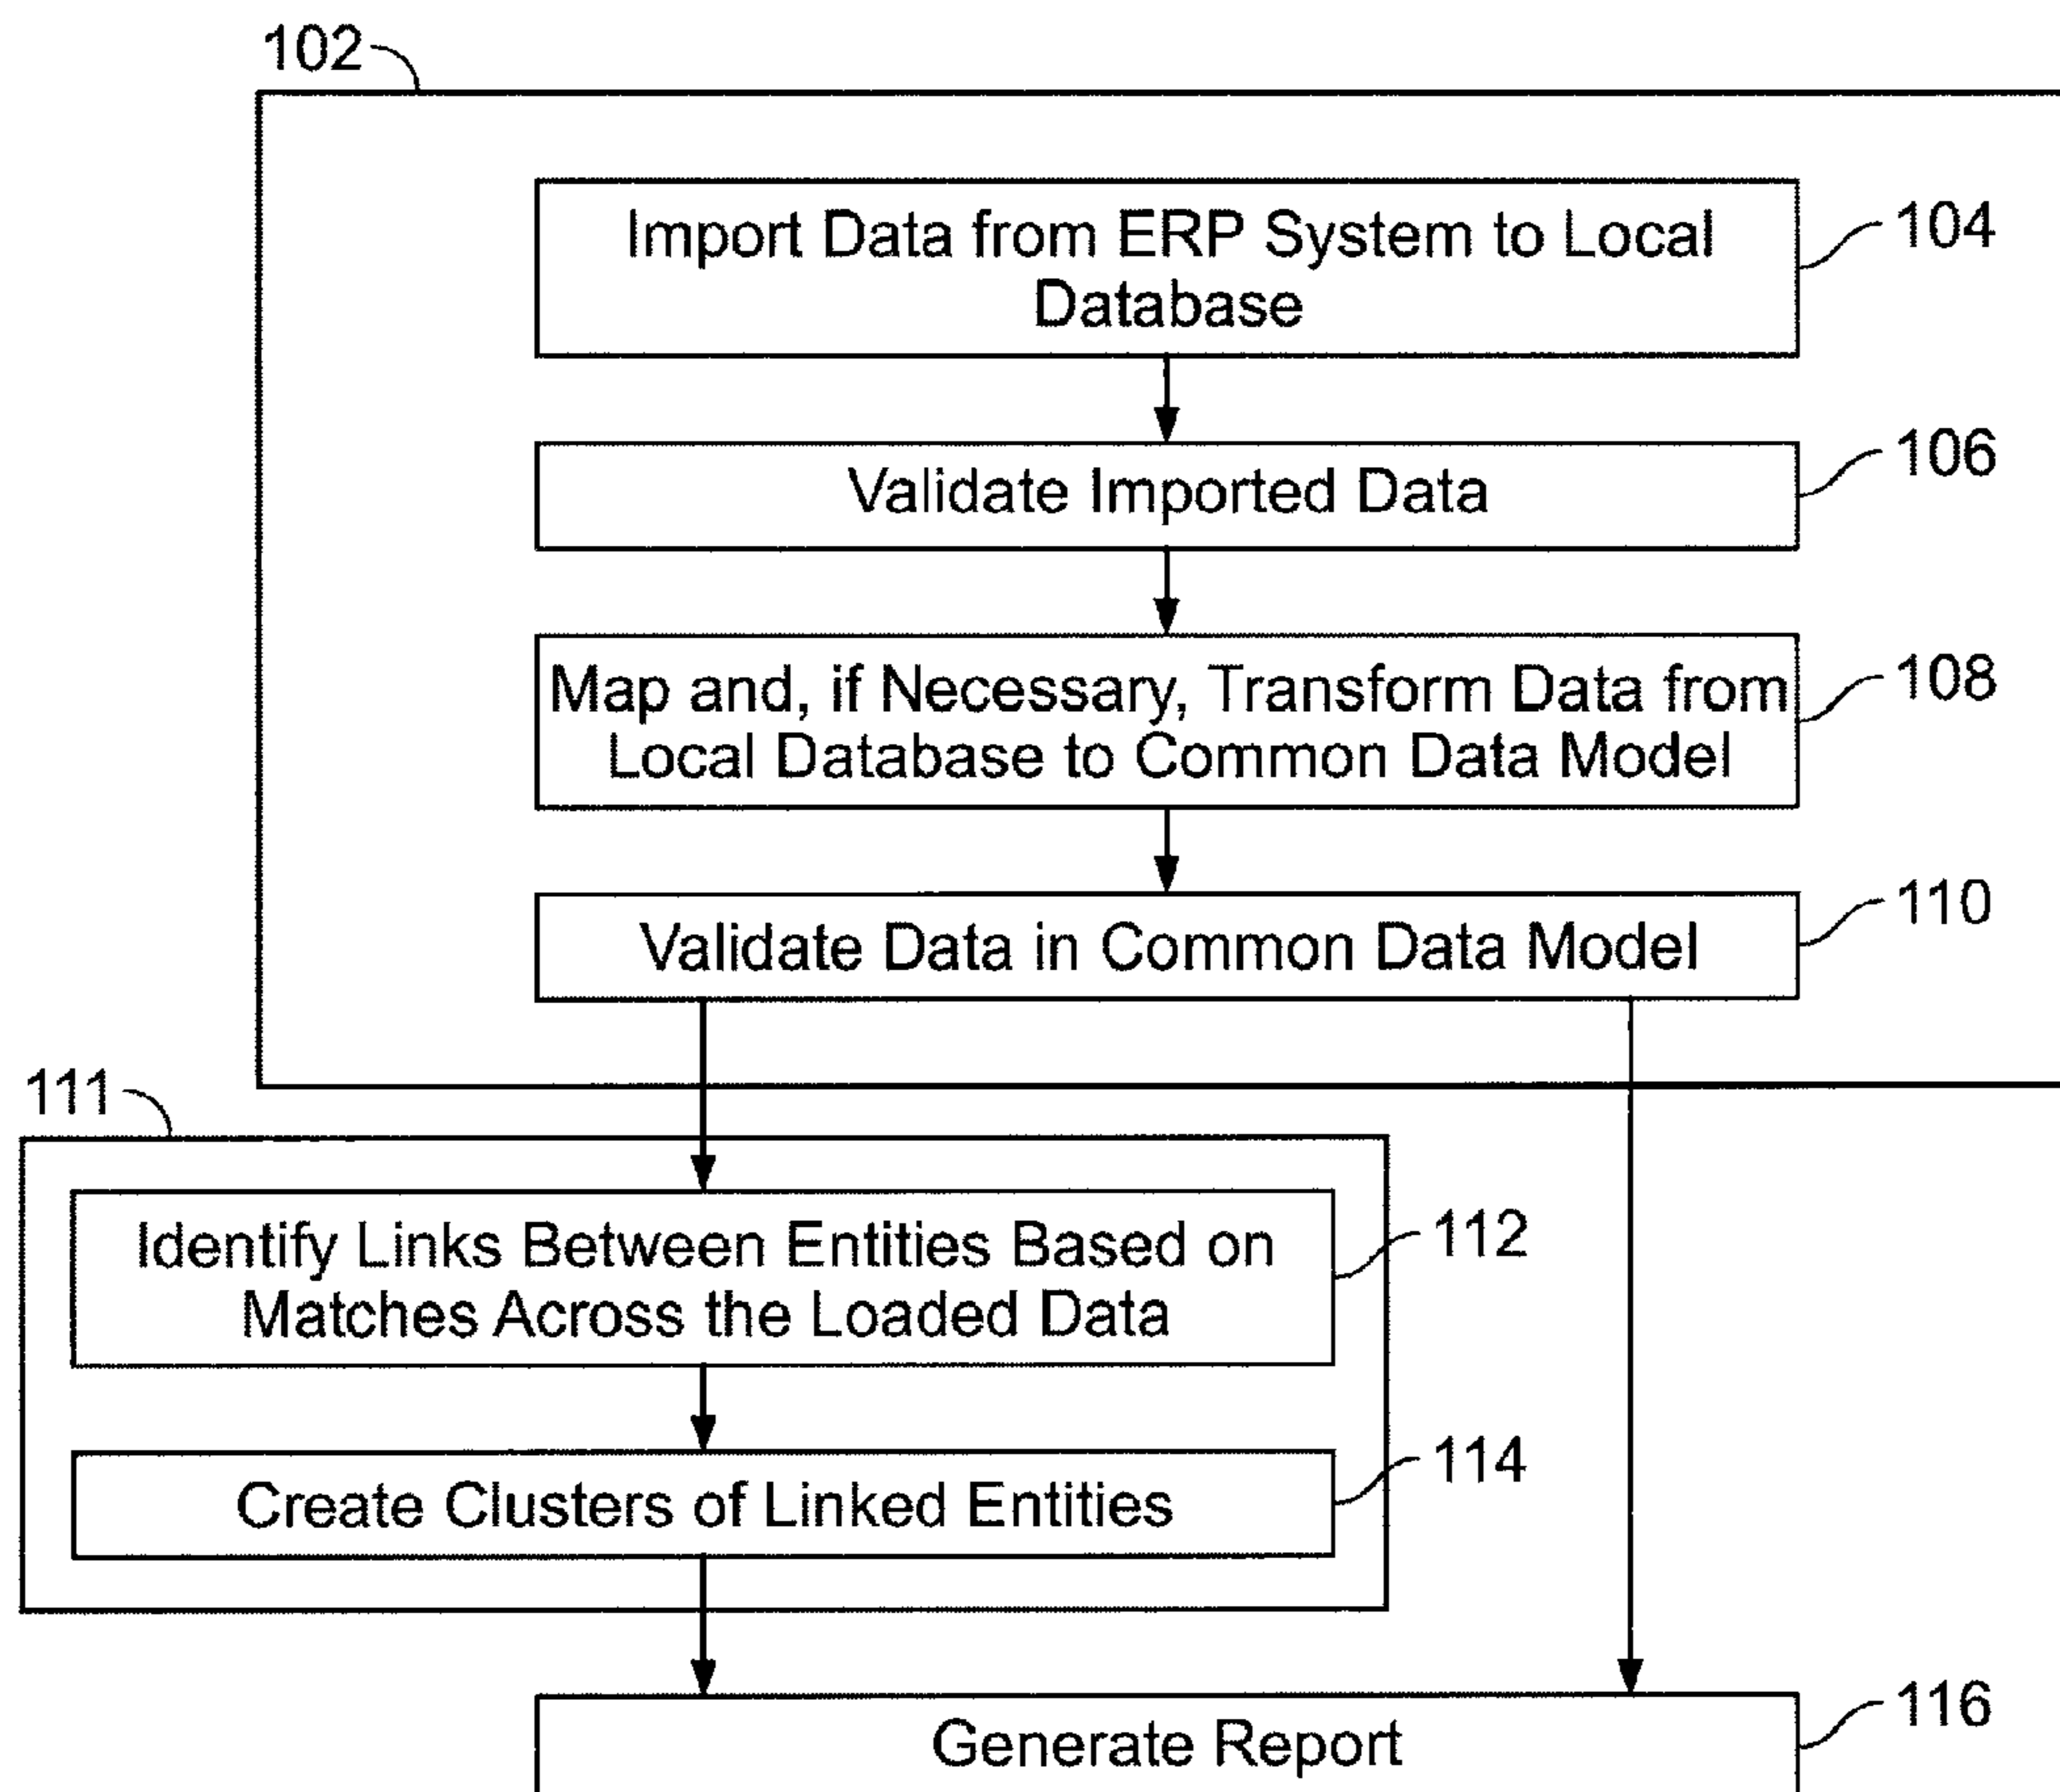 102
Import Data from ERP System to Local
Database
104
Validate Imported Data
106
Map and, if Necessary, Transform Data from
Local Database to Common Data Model
108
Validate Data in Common Data Model
110
111
Identify Links Between Entities Based on
Matches Across the Loaded Data
112
Create Clusters of Linked Entities
114
Generate Report
116